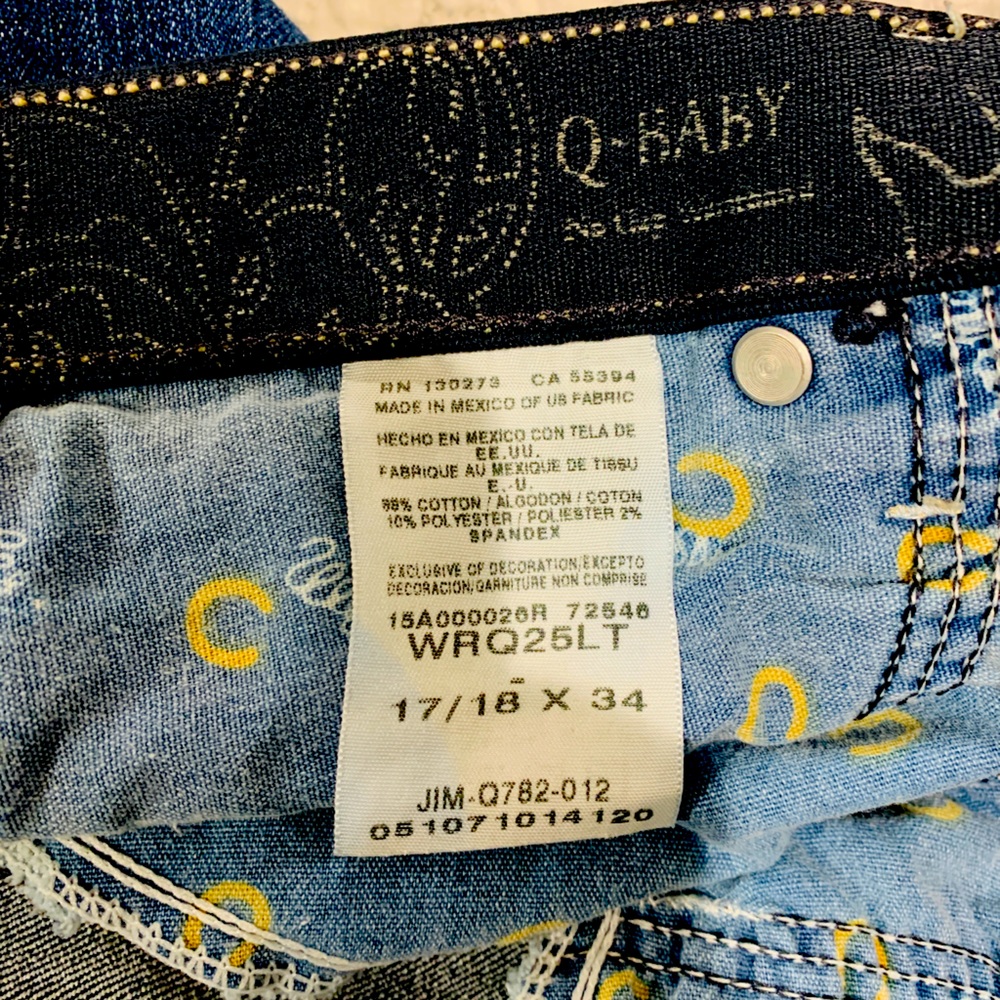 Q-BABY
RN 130273 CA 55394
MADE IN MEXICO OF US FABRIC
HECHO EN MEXICO CON TELA DE
EE.UU.
FABRIQUE AU MEXIQUE DE TISSU
E.-U.
88% COTTON / ALGODON / COTON
10% POLYESTER / POLIESTER 2%
SPANDEX
EXCLUSIVE OF DECORATION/EXCEPTO
DECORACION/GARNITURE NON COMPRISE
15A000026R 72546
WRQ25LT
17/18 X 34
JIM-Q782-012
051071014120